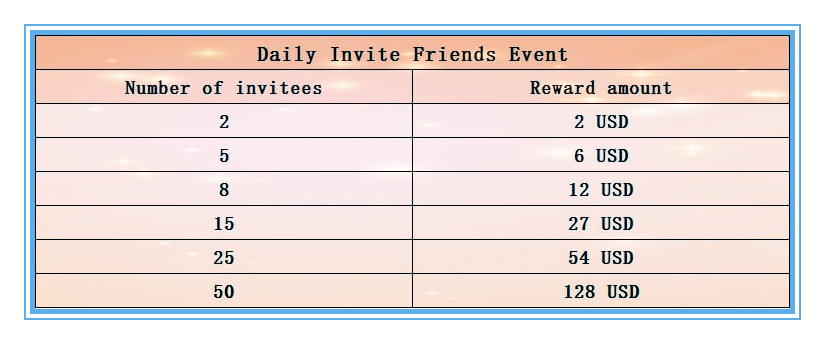 Daily Invite Friends Event
Number of invitees Reward amount
2 2 USD
5 6 USD
8 12 USD
15 27 USD
25 54 USD
50 128 USD